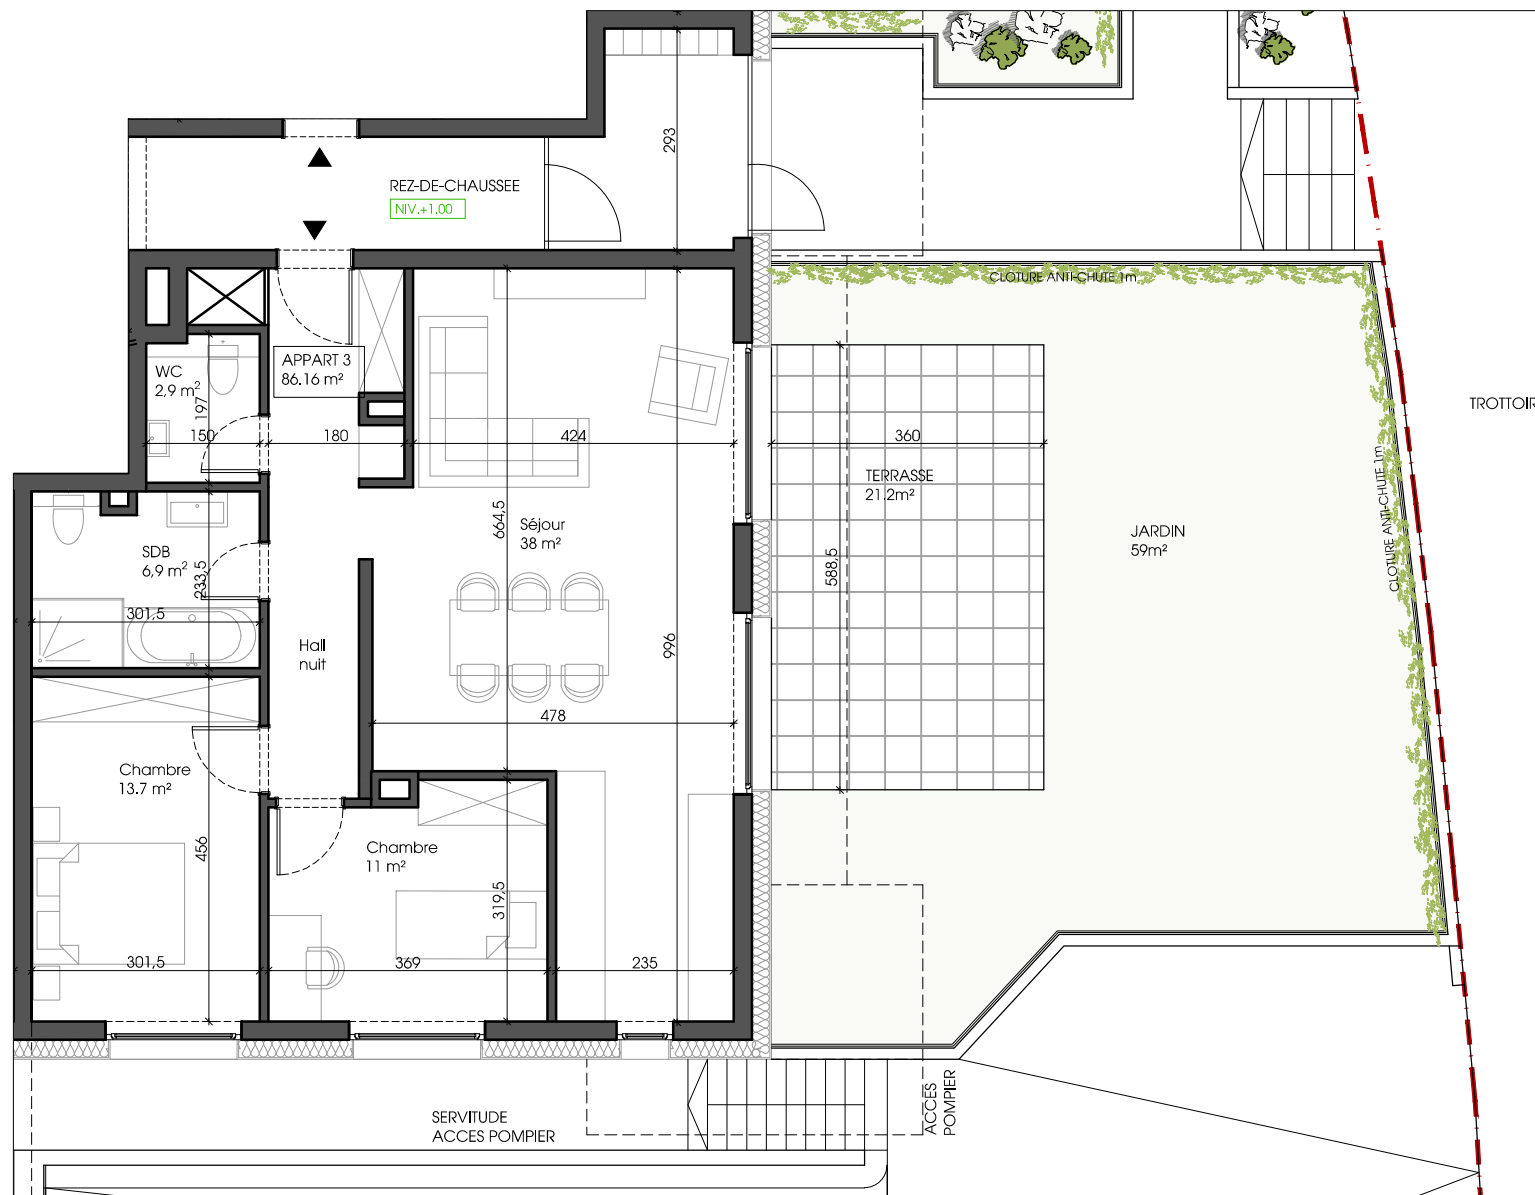 293
REZ-DE-CHAUSSEE
NIV.+1.00
CLOTURE ANTI-CHUTE 1m
APPART 3
86.16 m²
WC
2,9 m²
197
150
180
424
360
TROTTOIR
TERRASSE
21.2m²
CLOTURE ANTI-CHUTE 1m
664,5
Séjour
38 m²
JARDIN
59m²
SDB
6,9 m²
233,5
588,5
301,5
Hall
nuit
996
478
Chambre
13.7 m²
456
Chambre
11 m²
319,5
301,5
369
235
SERVITUDE
ACCES POMPIER
ACCES
POMPIER